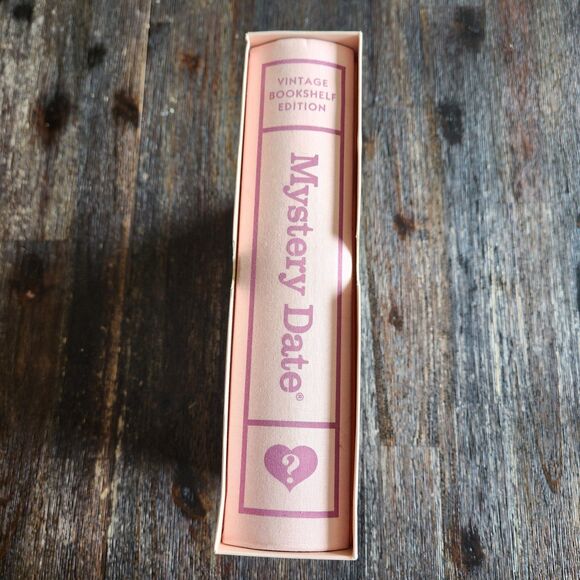 VINTAGE
BOOKSHELF
EDITION
Mystery Date®
?